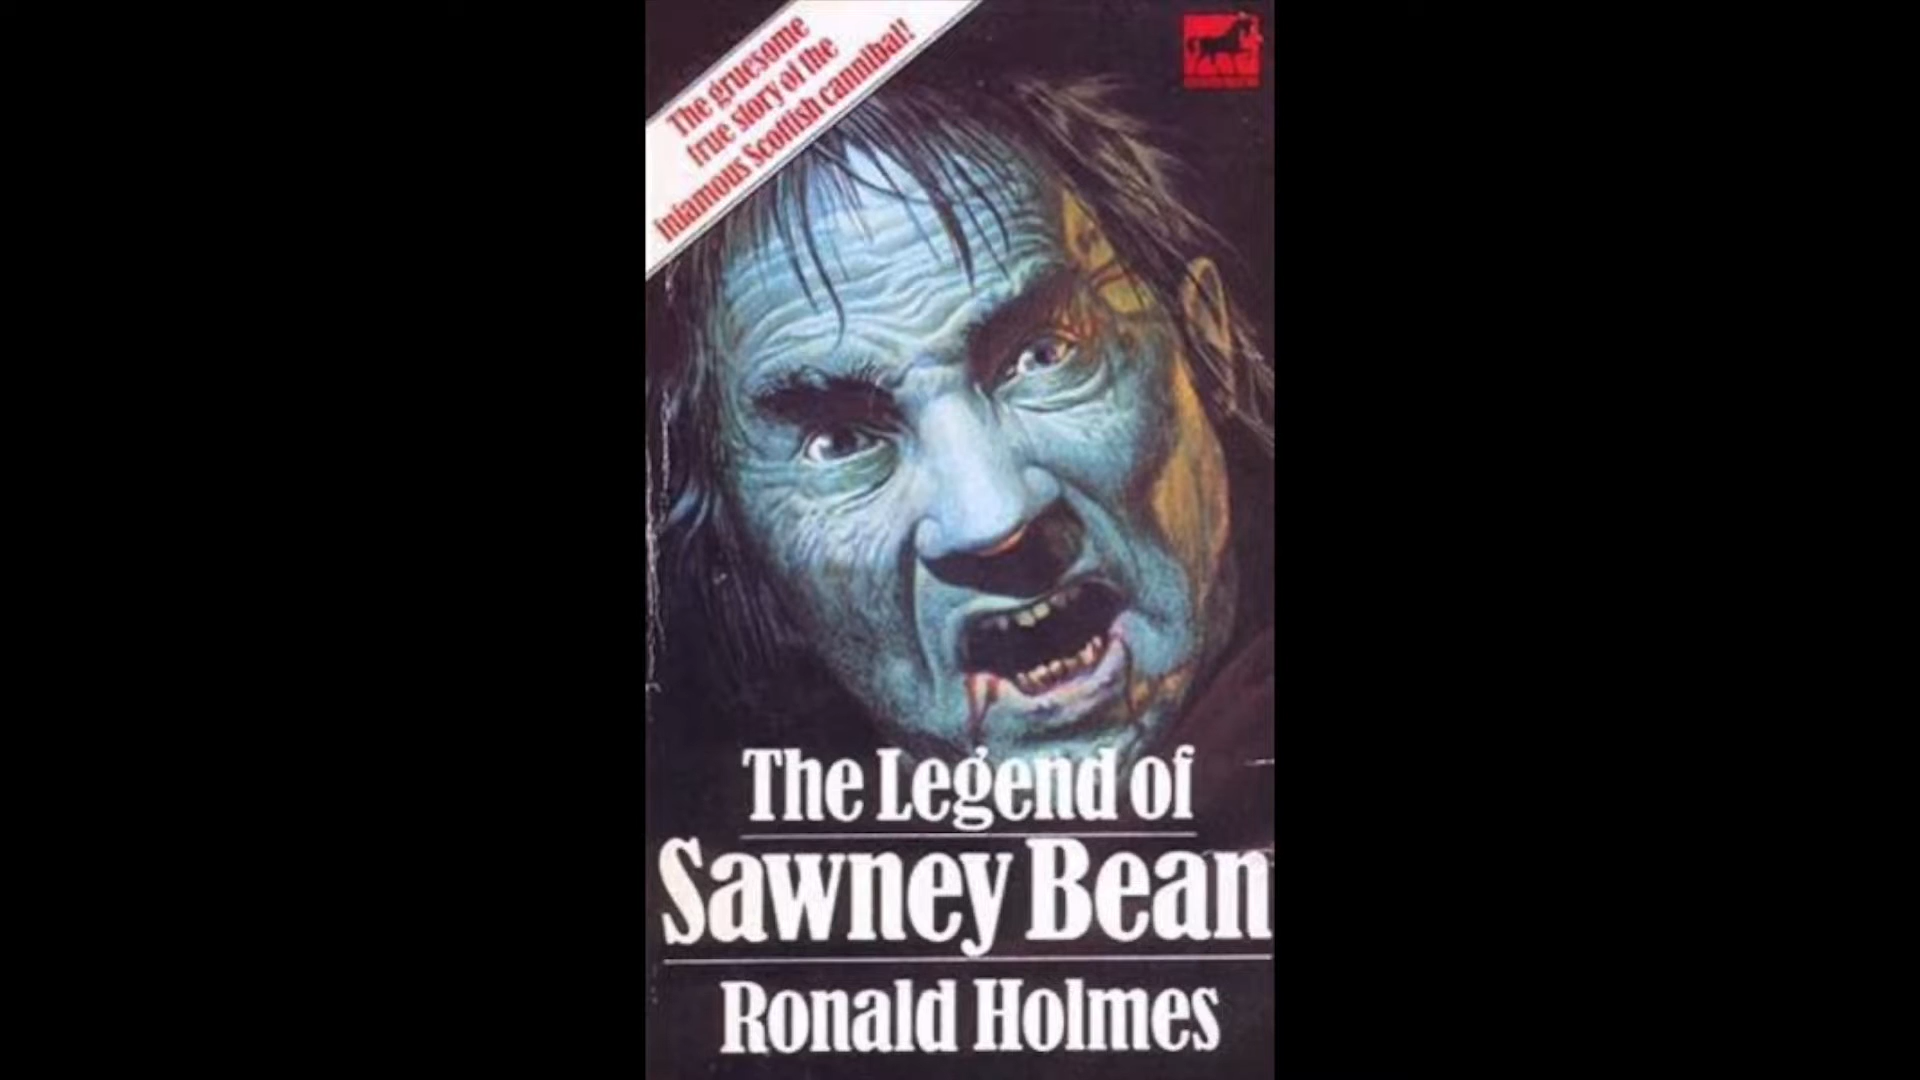 The gruesome
true story of the
infamous Scottish cannibal!
The Legend of
Sawney Bean
Ronald Holmes